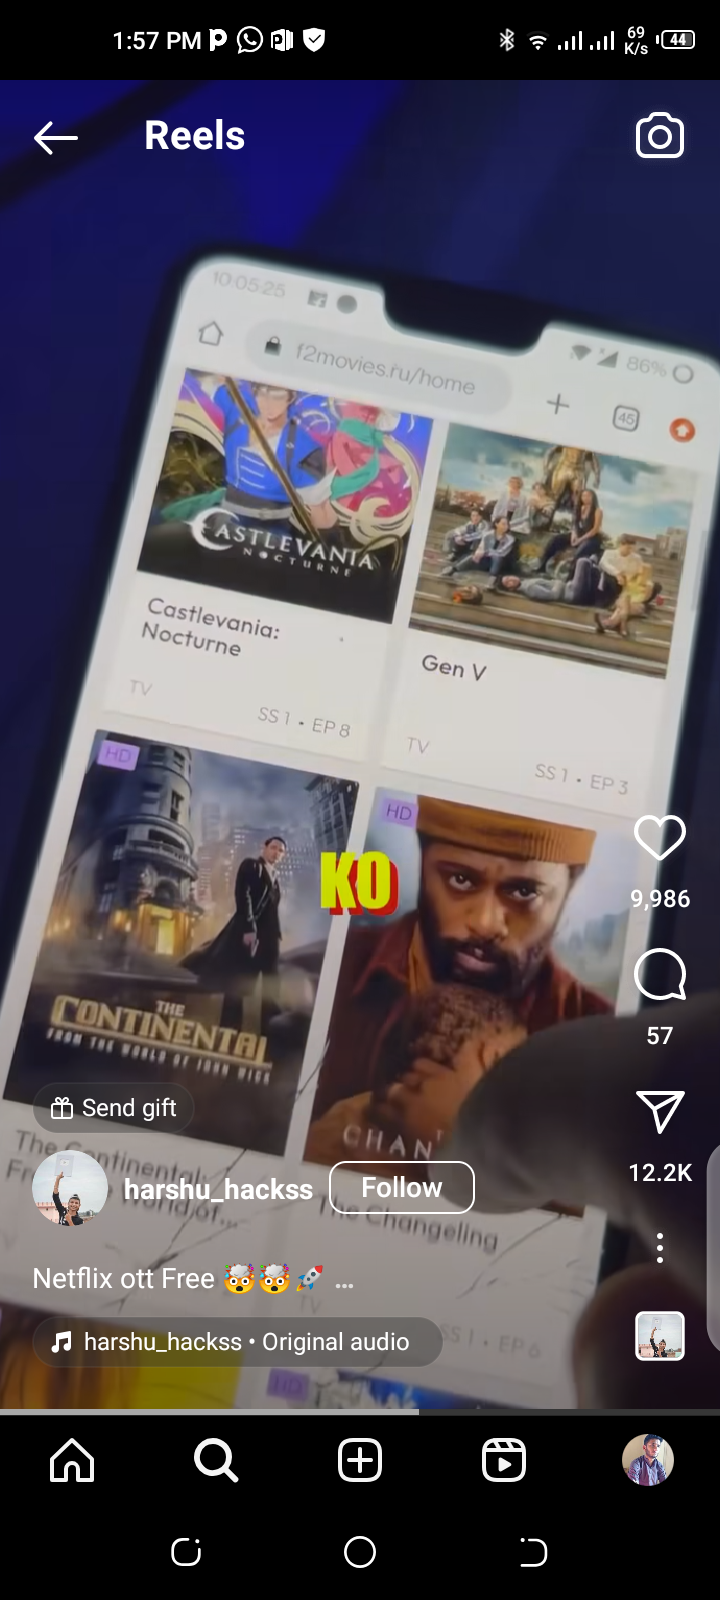 1:57 PM
69
K/s
44
Reels
10:05:25
86%
f2movies.ru/home
45
CASTLEVANIA
NOCTURNE
Castlevania:
Nocturne
TV
SS 1 • EP 8
Gen V
TV
SS 1 • EP 3
HD
HD
KO
THE
CONTINENTAL
FROM THE WORLD OF JOHN WICK
CHAN
9,986
57
12.2K
Send gift
The Continental:
From the World of...
The Changeling
harshu_hackss
Follow
Netflix ott Free 🤯🤯🚀 ...
TV
SS 1 • EP 6
harshu_hackss • Original audio
HD